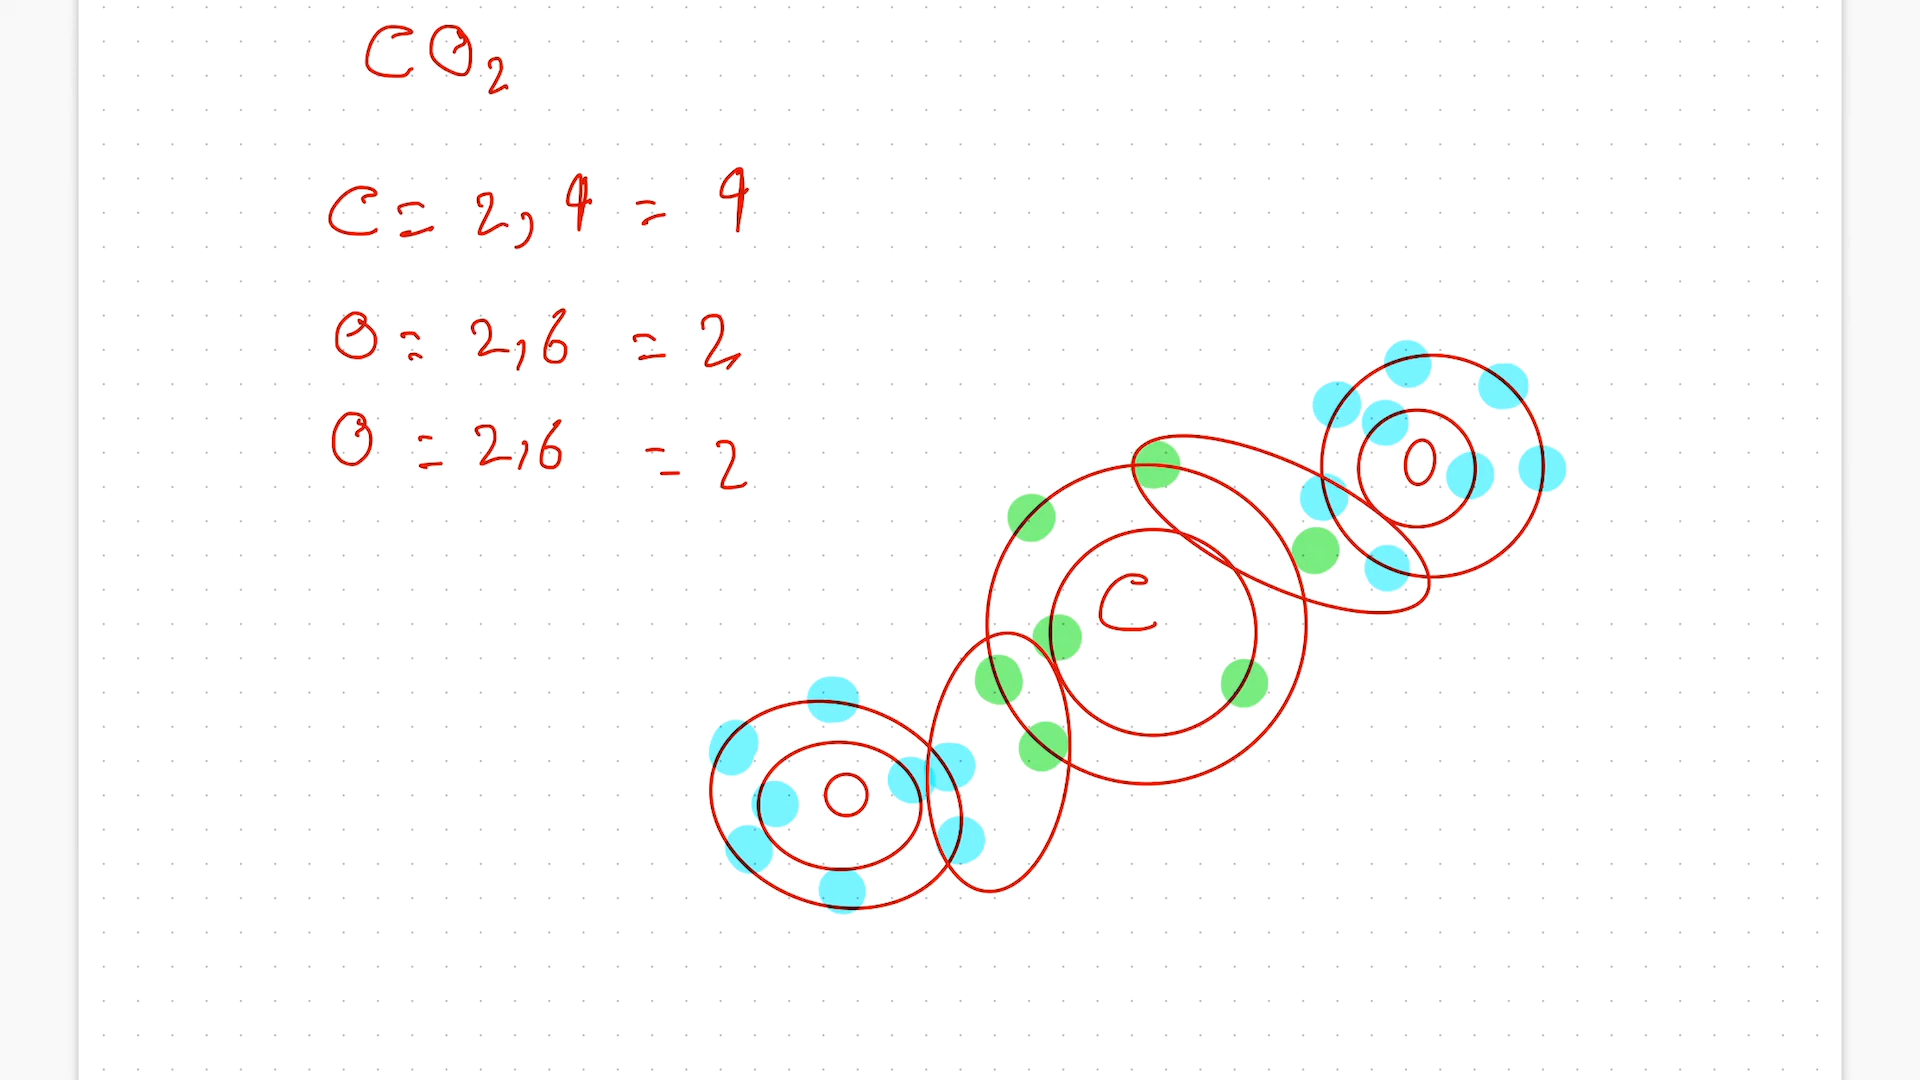 CO₂
C = 2,4 = 4
O = 2,6 = 2
O = 2,6 = 2
O
C
O